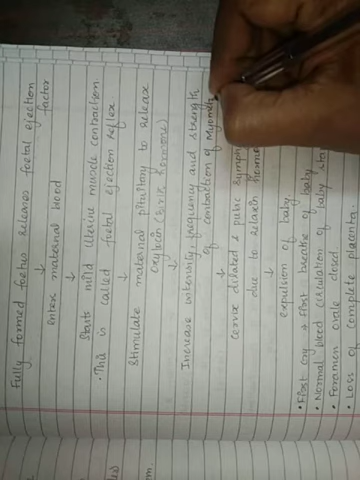 Fully formed foetus releases foetal ejection
factor
↓
Enters maternal blood
↓
Starts mild Uterine muscle contraction
• This is called foetal ejection reflex
↓
Stimulate maternal pituitary to release
oxytocin (Birth hormone)
↓
Increase intensity, frequency and strength
of contraction of Myomet
↓
Cervix dilated & pubic symph
due to relaxin
↓
expulsion of baby
• First cry → first breathe of baby
• Normal blood circulation of baby
• Foramen ovale closed
• Loss of complete placenta.